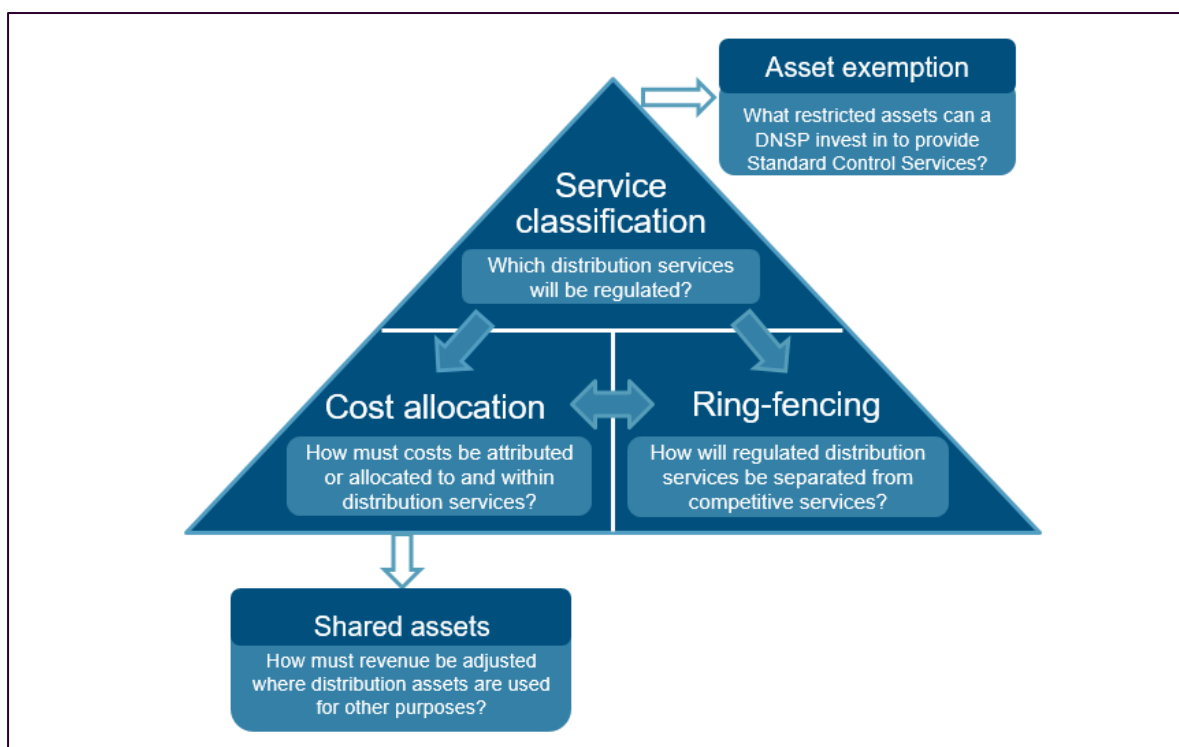 Asset exemption
What restricted assets can a
DNSP invest in to provide
Standard Control Services?
Service
classification
Which distribution services
will be regulated?
Cost allocation
How must costs be attributed
or allocated to and within
distribution services?
Ring-fencing
How will regulated distribution
services be separated from
competitive services?
Shared assets
How must revenue be adjusted
where distribution assets are used
for other purposes?